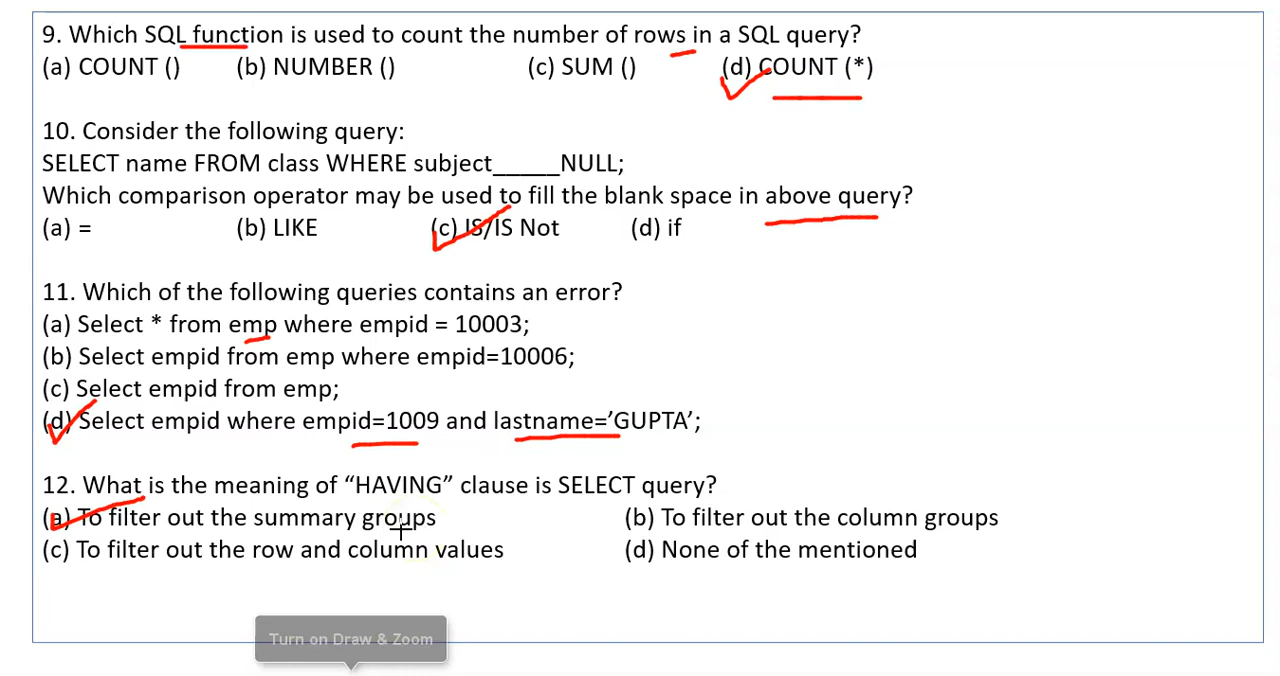 9. Which SQL function is used to count the number of rows in a SQL query?
(a) COUNT () (b) NUMBER () (c) SUM () (d) COUNT (*)
10. Consider the following query:
SELECT name FROM class WHERE subject_____NULL;
Which comparison operator may be used to fill the blank space in above query?
(a) = (b) LIKE (c) IS/IS Not (d) if
11. Which of the following queries contains an error?
(a) Select * from emp where empid = 10003;
(b) Select empid from emp where empid=10006;
(c) Select empid from emp;
(d) Select empid where empid=1009 and lastname=’GUPTA’;
12. What is the meaning of “HAVING” clause is SELECT query?
(a) To filter out the summary groups (b) To filter out the column groups
(c) To filter out the row and column values (d) None of the mentioned
Turn on Draw & Zoom